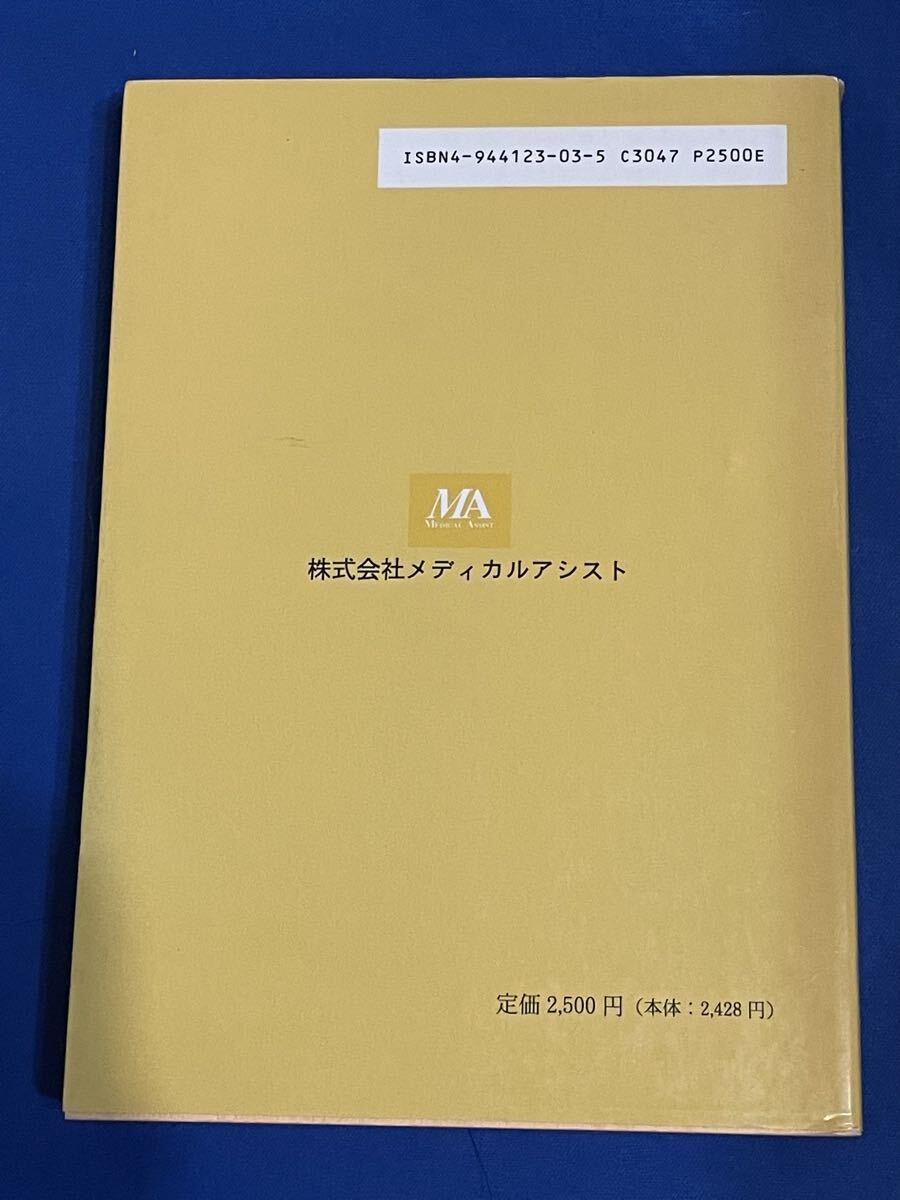 ISBN4-944123-03-5 C3047 P2500E
MA
MEDICAL ASSIST
株式会社メディカルアシスト
定価 2,500 円（本体：2,428 円）